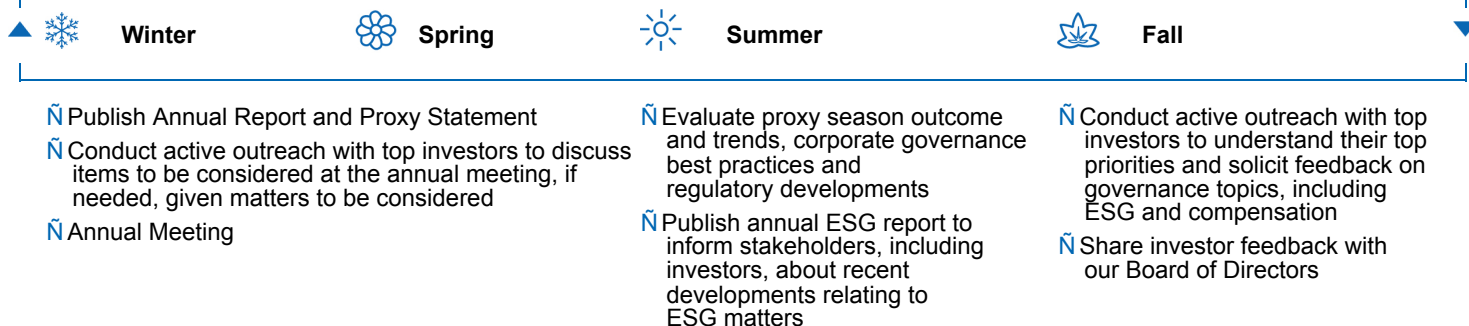 Winter
Spring
Summer
Fall
Ñ Publish Annual Report and Proxy Statement
Ñ Conduct active outreach with top investors to discuss
items to be considered at the annual meeting, if
needed, given matters to be considered
Ñ Annual Meeting
Ñ Evaluate proxy season outcome
and trends, corporate governance
best practices and
regulatory developments
Ñ Publish annual ESG report to
inform stakeholders, including
investors, about recent
developments relating to
ESG matters
Ñ Conduct active outreach with top
investors to understand their top
priorities and solicit feedback on
governance topics, including
ESG and compensation
Ñ Share investor feedback with
our Board of Directors